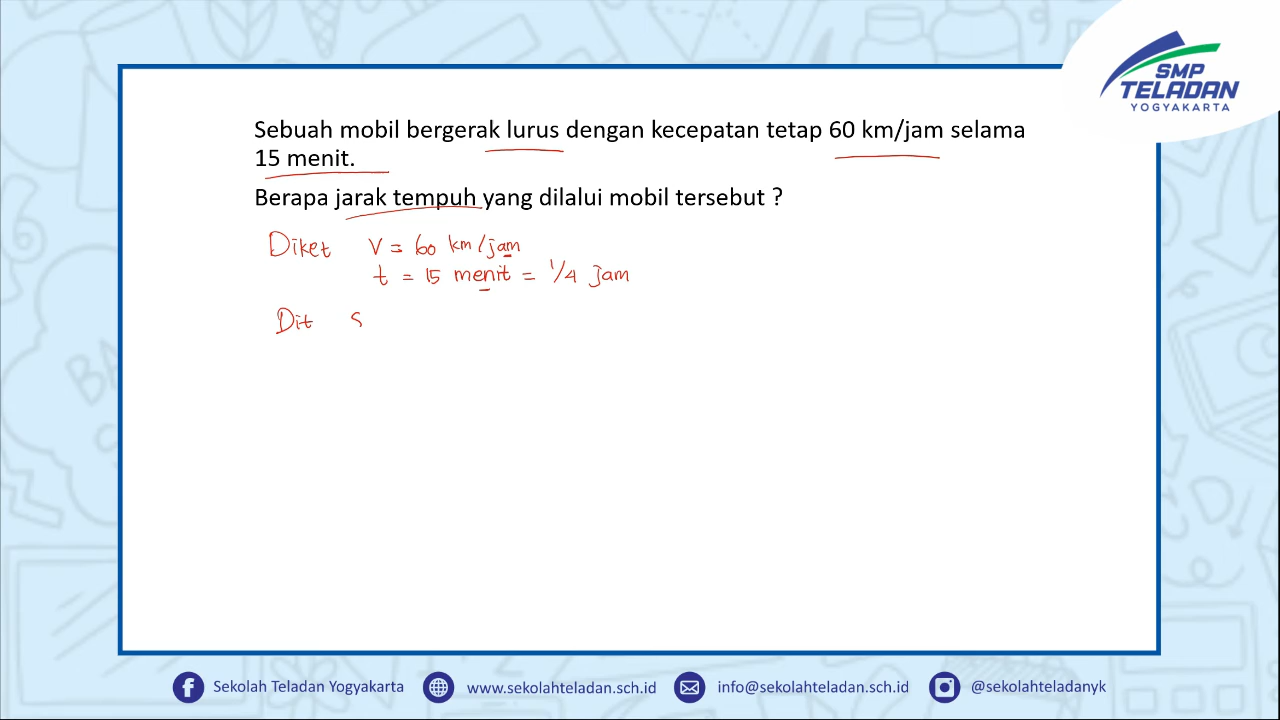 SMP
TELADAN
YOGYAKARTA
Sebuah mobil bergerak lurus dengan kecepatan tetap 60 km/jam selama
15 menit.
Berapa jarak tempuh yang dilalui mobil tersebut ?
Diket V = 60 km/jam
t = 15 menit = 1/4 jam
Dit S
Sekolah Teladan Yogyakarta www.sekolahteladan.sch.id info@sekolahteladan.sch.id @sekolahteladanyk